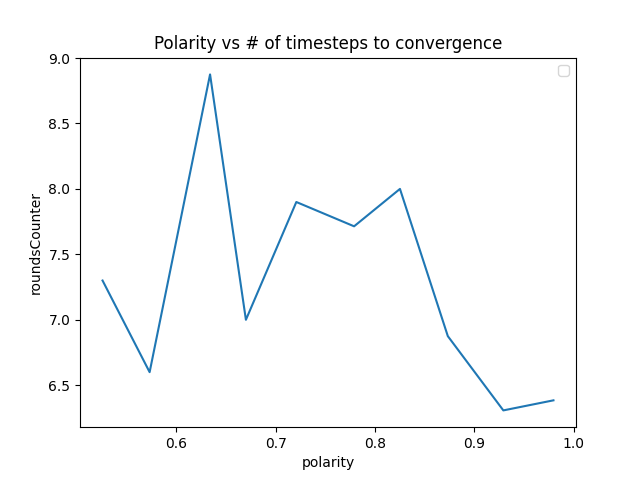 Polarity vs # of timesteps to convergence
9.0
8.5
8.0
7.5
7.0
6.5
roundsCounter
0.6 0.7 0.8 0.9 1.0
polarity